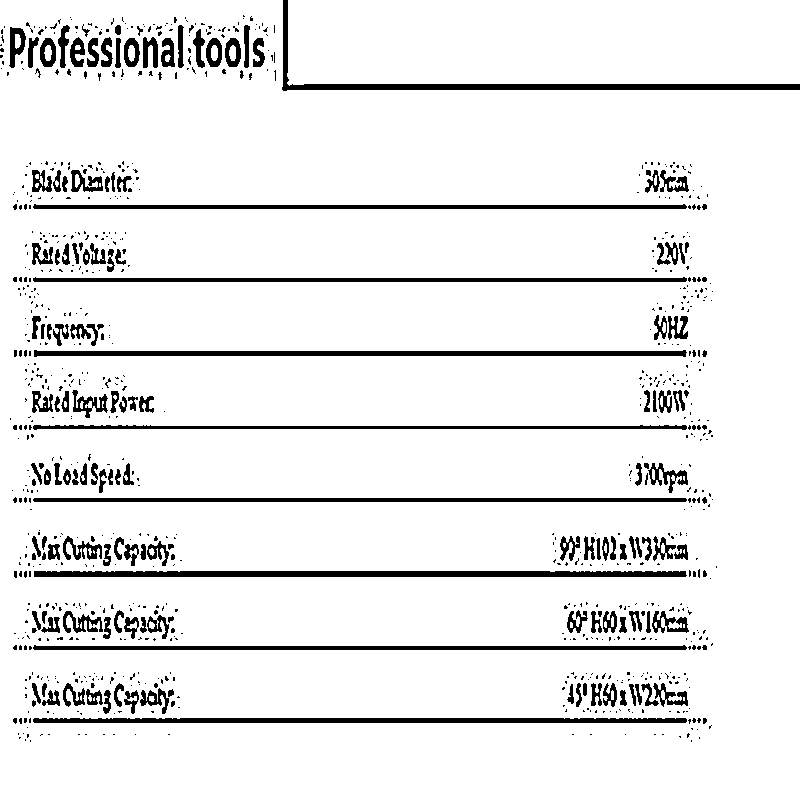 Professional tools
Blade Diameter: 305mm
Rated Voltage: 220V
Frequency: 50HZ
Rated Input Power: 2100W
No Load Speed: 3700rpm
Max Cutting Capacity: 90° H102 x W330mm
Max Cutting Capacity: 60° H60 x W160mm
Max Cutting Capacity: 45° H60 x W220mm